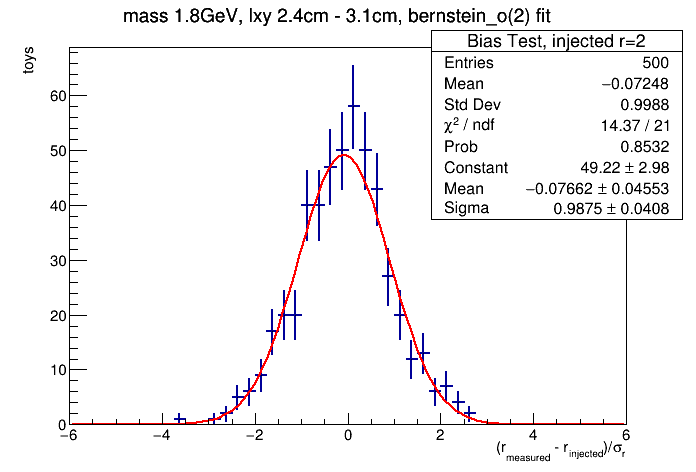 mass 1.8GeV, lxy 2.4cm - 3.1cm, bernstein_o(2) fit
Bias Test, injected r=2
Entries 500
Mean −0.07248
Std Dev 0.9988
χ² / ndf 14.37 / 21
Prob 0.8532
Constant 49.22 ± 2.98
Mean −0.07662 ± 0.04553
Sigma 0.9875 ± 0.0408
toys
60
50
40
30
20
10
0
−6 −4 −2 0 2 4 6
(r_measured - r_injected)/σ_r